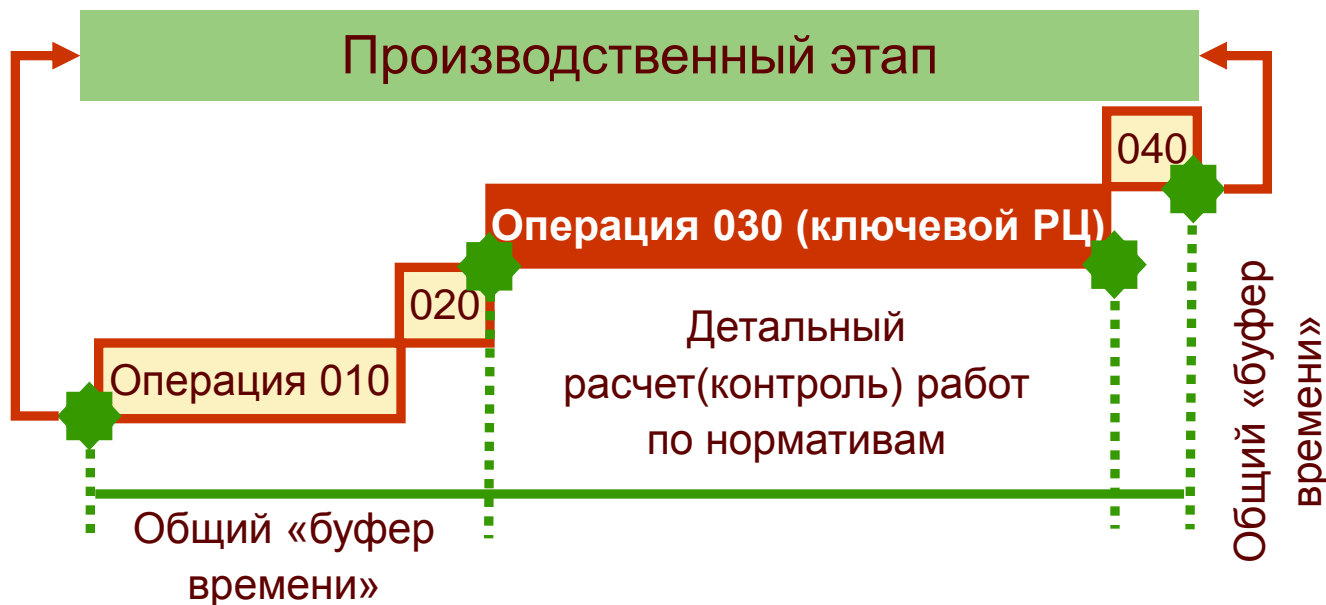 Производственный этап
040
Операция 030 (ключевой РЦ)
020
Операция 010
Детальный
расчет(контроль) работ
по нормативам
Общий «буфер
времени»
Общий «буфер
времени»